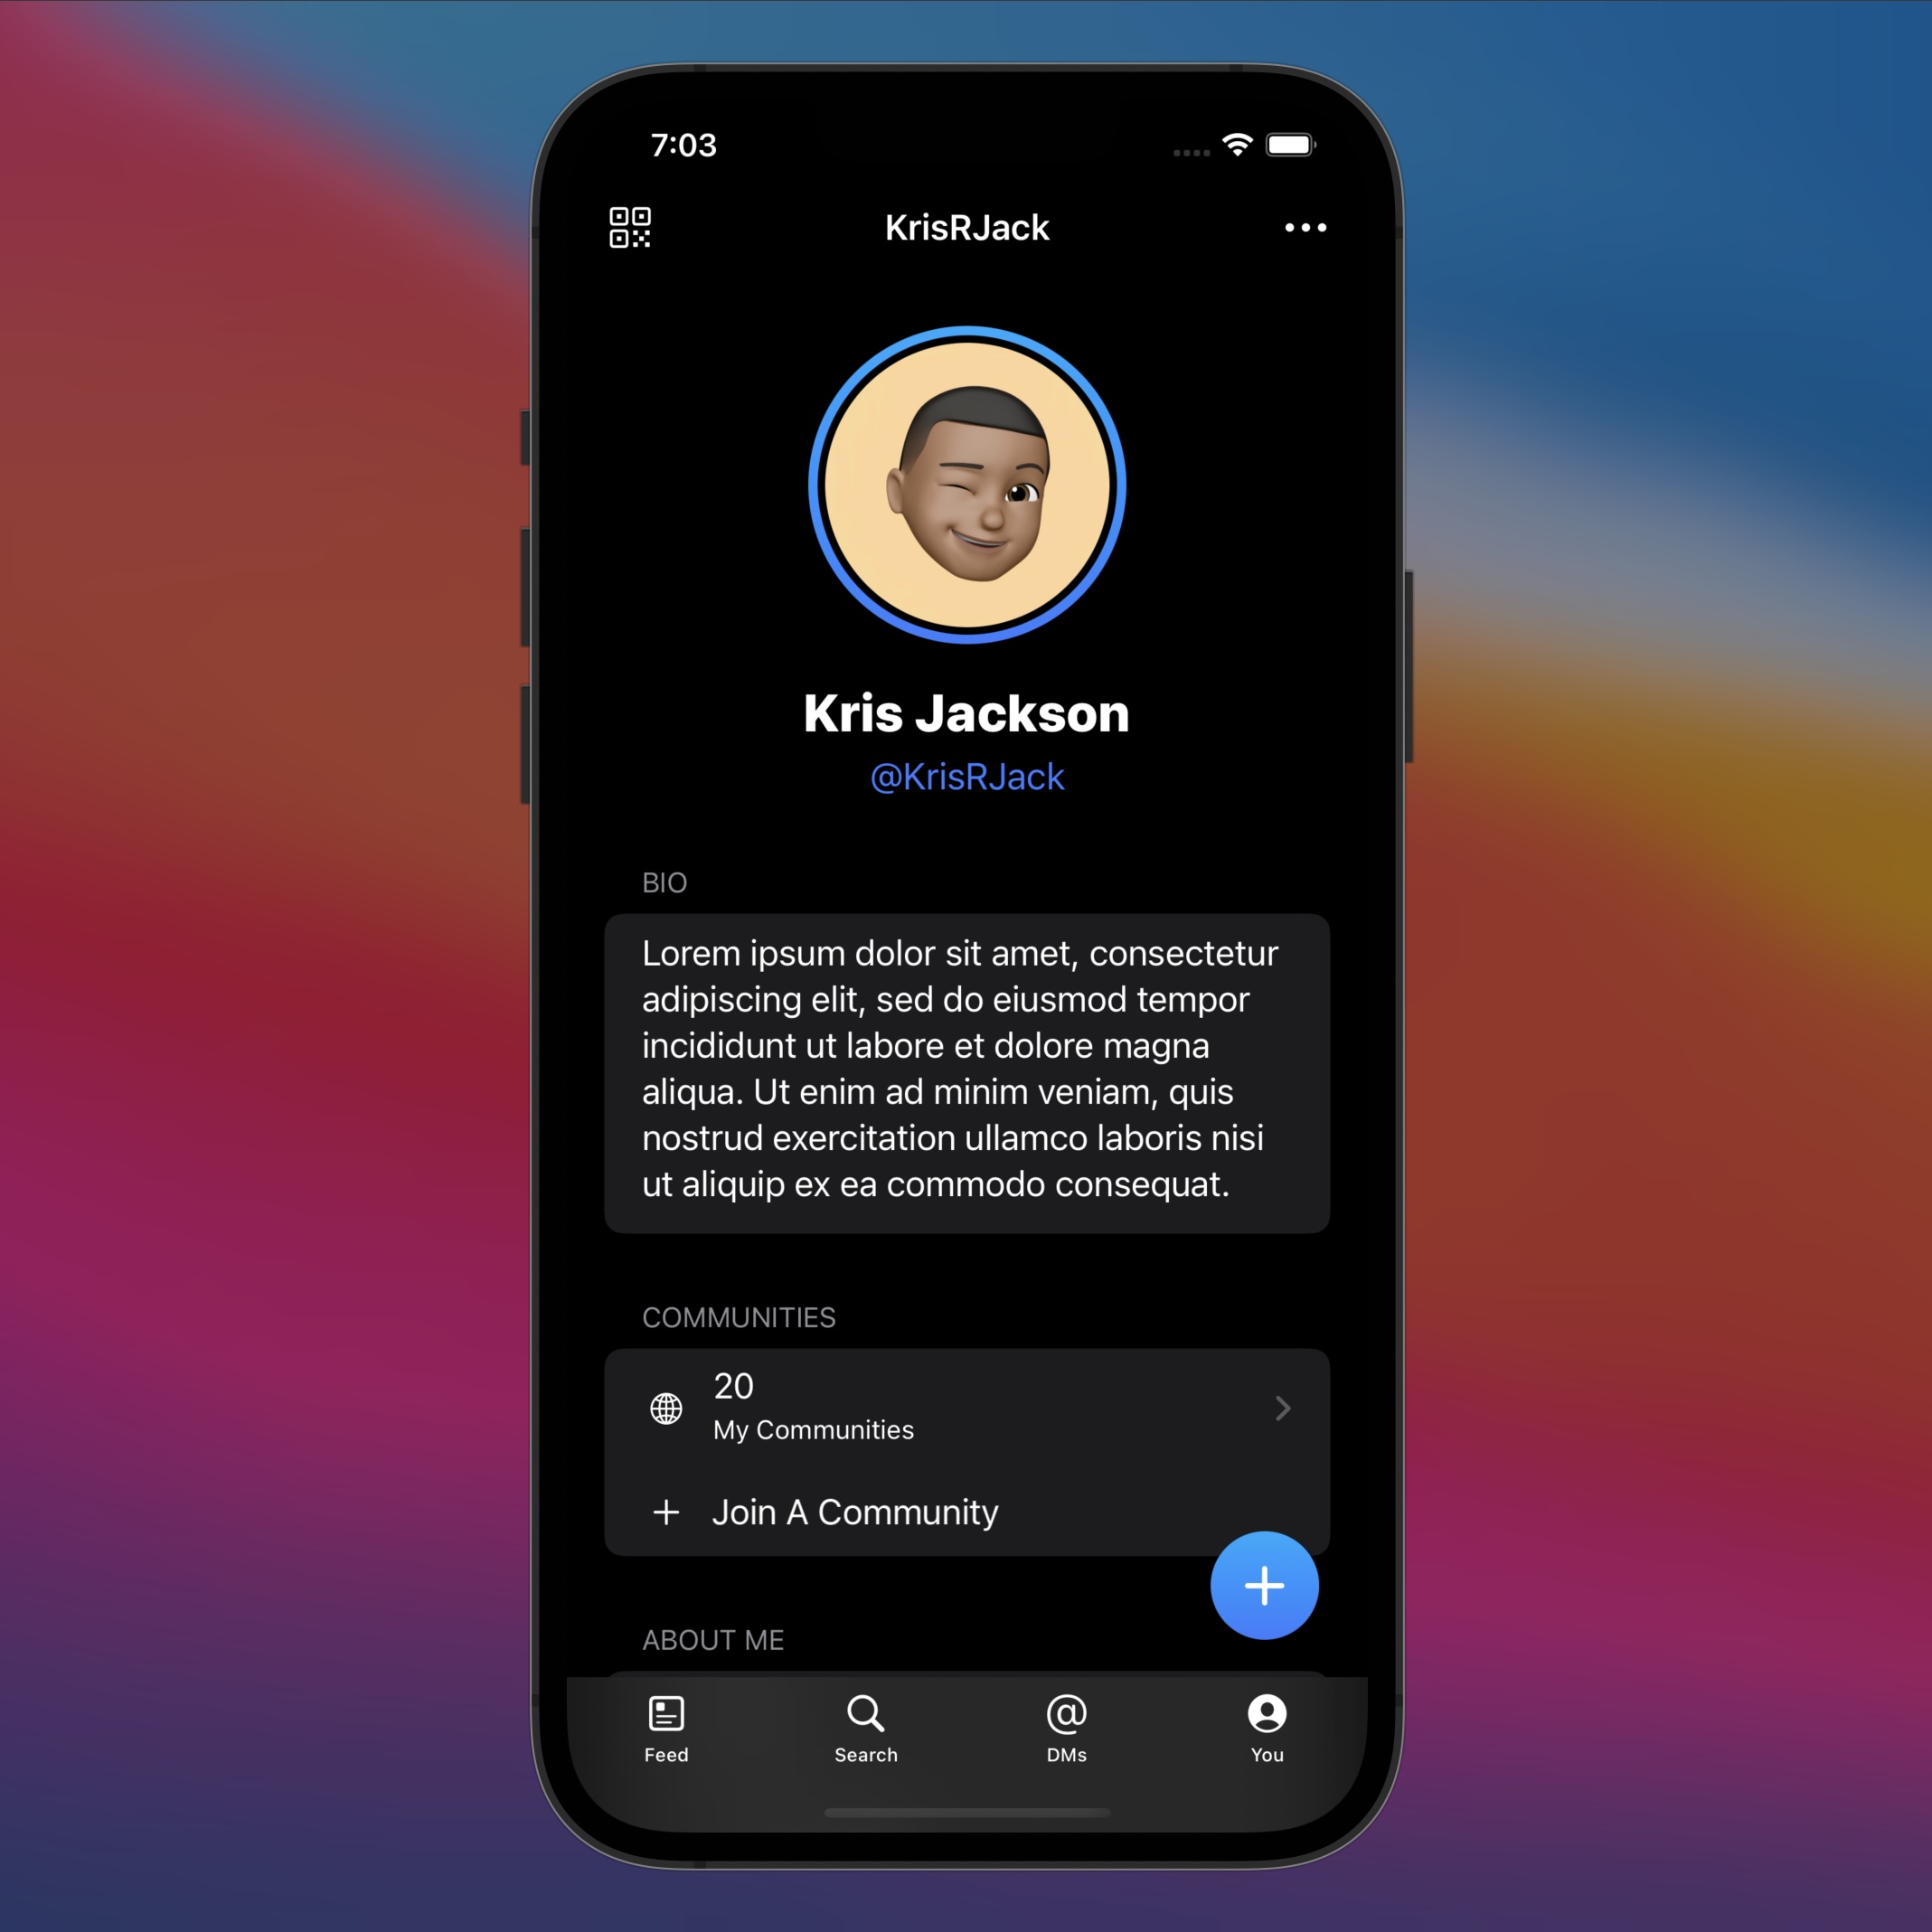 7:03
KrisRJack
Kris Jackson
@KrisRJack
BIO
Lorem ipsum dolor sit amet, consectetur
adipiscing elit, sed do eiusmod tempor
incididunt ut labore et dolore magna
aliqua. Ut enim ad minim veniam, quis
nostrud exercitation ullamco laboris nisi
ut aliquip ex ea commodo consequat.
COMMUNITIES
20
My Communities
Join A Community
ABOUT ME
Feed Search DMs You